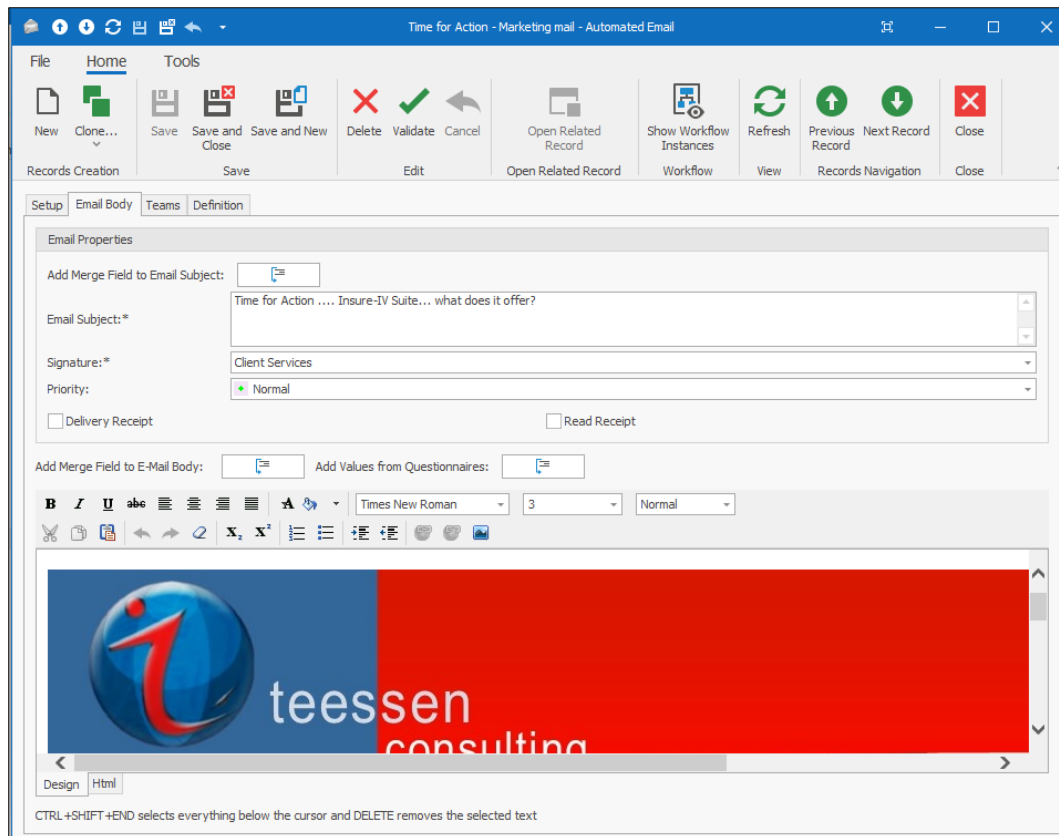 Time for Action - Marketing mail - Automated Email
File Home Tools
New Clone... Save Save and Close Save and New Delete Validate Cancel Open Related Record Show Workflow Instances Refresh Previous Record Next Record Close
Records Creation Save Edit Open Related Record Workflow View Records Navigation Close
Setup Email Body Teams Definition
Email Properties
Add Merge Field to Email Subject:
Email Subject:* Time for Action .... Insure-IV Suite... what does it offer?
Signature:* Client Services
Priority: Normal
Delivery Receipt Read Receipt
Add Merge Field to E-Mail Body: Add Values from Questionnaires:
B I U abc A Times New Roman 3 Normal
X₂ X²
i teessen
consulting
Design Html
CTRL+SHIFT+END selects everything below the cursor and DELETE removes the selected text